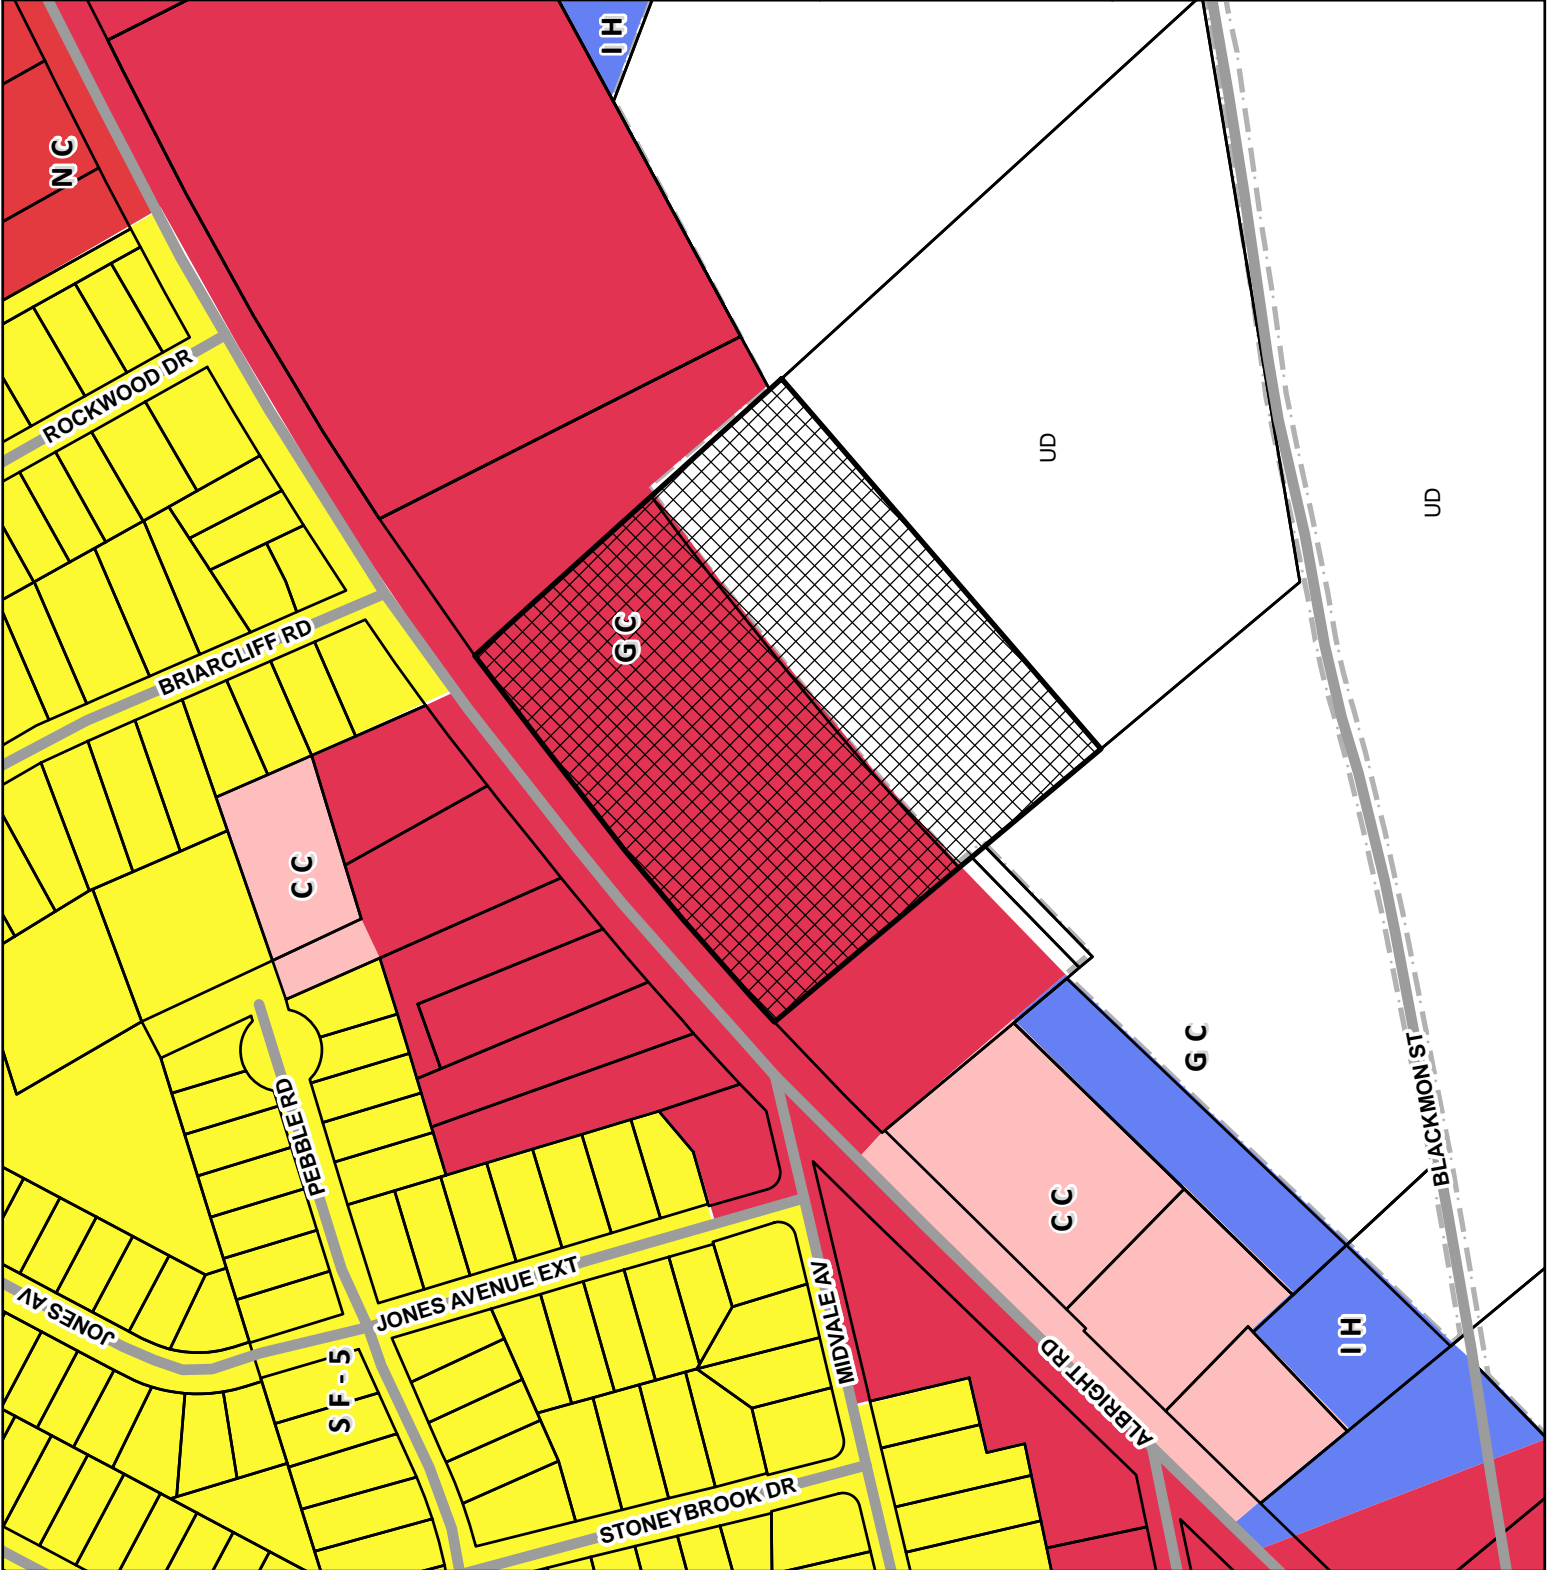 I H
N C
ROCKWOOD DR
UD
UD
G C
BRIARCLIFF RD
C C
G C
BLACKMON ST
PEBBLE RD
C C
JONES AVENUE EXT
JONES AV
MIDVALE AV
I H
S F - 5
ALBRIGHT RD
STONEYBROOK DR